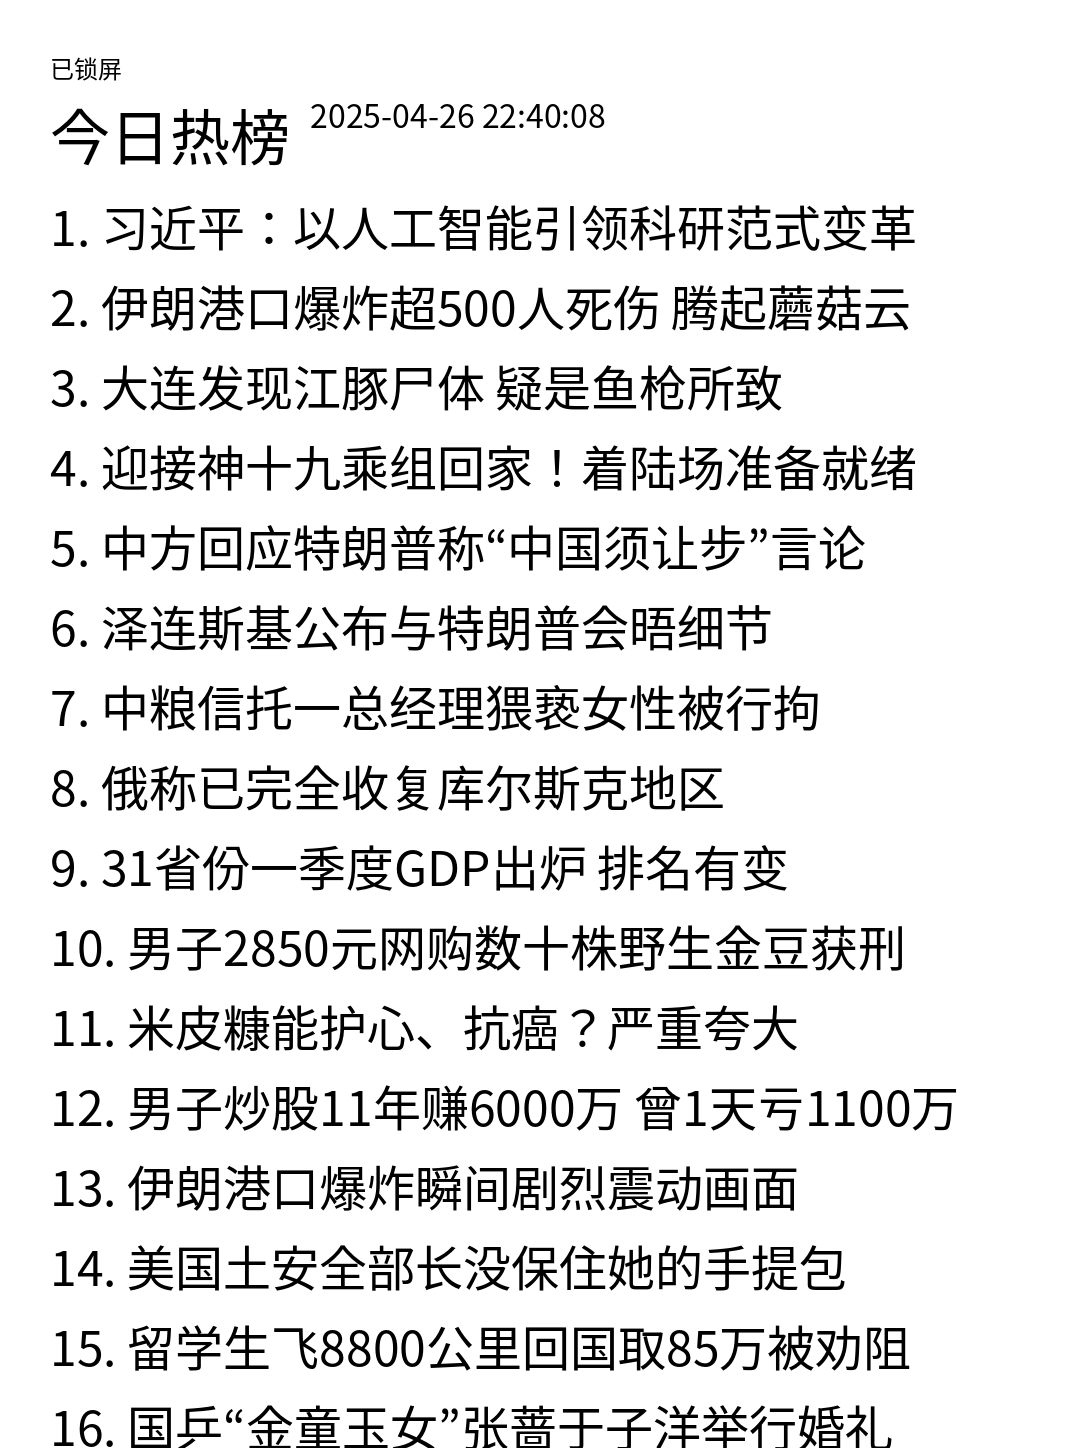 已锁屏
今日热榜 2025-04-26 22:40:08
1. 习近平：以人工智能引领科研范式变革
2. 伊朗港口爆炸超500人死伤 腾起蘑菇云
3. 大连发现江豚尸体 疑是鱼枪所致
4. 迎接神十九乘组回家！着陆场准备就绪
5. 中方回应特朗普称“中国须让步”言论
6. 泽连斯基公布与特朗普会晤细节
7. 中粮信托一总经理猥亵女性被行拘
8. 俄称已完全收复库尔斯克地区
9. 31省份一季度GDP出炉 排名有变
10. 男子2850元网购数十株野生金豆获刑
11. 米皮糠能护心、抗癌？严重夸大
12. 男子炒股11年赚6000万 曾1天亏1100万
13. 伊朗港口爆炸瞬间剧烈震动画面
14. 美国土安全部长没保住她的手提包
15. 留学生飞8800公里回国取85万被劝阻
16. 国乒“金童玉女”张蔷于子洋举行婚礼